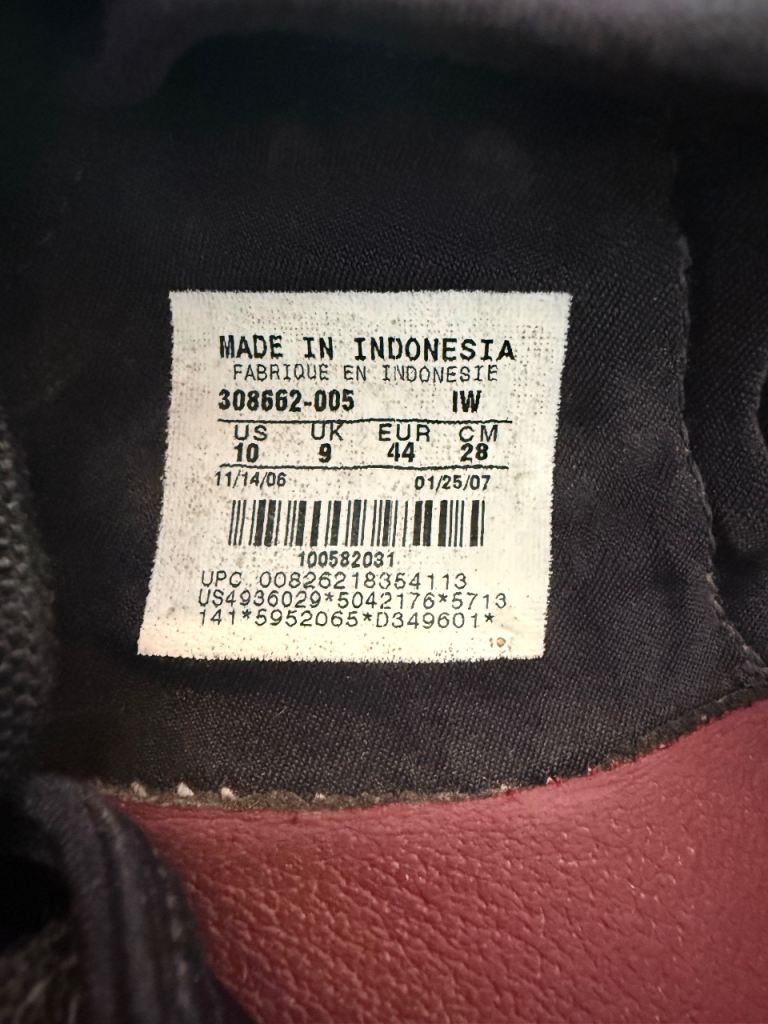 MADE IN INDONESIA
FABRIQUE EN INDONESIE
308662-005 IW
US UK EUR CM
10 9 44 28
11/14/06 01/25/07
100582031
UPC 00826218354113
US4936029*5042176*5713
141*5952065*D349601*